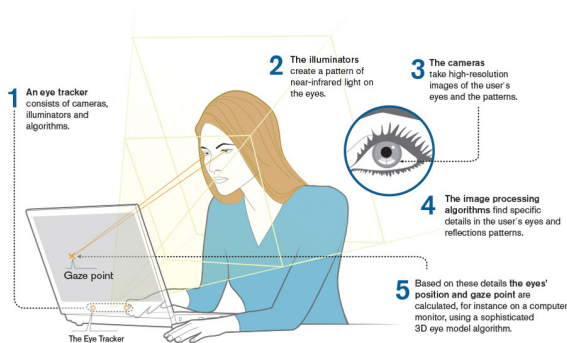 1 An eye tracker
consists of cameras,
illuminators and
algorithms.
2 The illuminators
create a pattern of
near-infrared light on
the eyes.
3 The cameras
take high-resolution
images of the user's
eyes and the patterns.
4 The image processing
algorithms find specific
details in the user's eyes and
reflections patterns.
5 Based on these details the eyes'
position and gaze point are
calculated, for instance on a computer
monitor, using a sophisticated
3D eye model algorithm.
Gaze point
The Eye Tracker